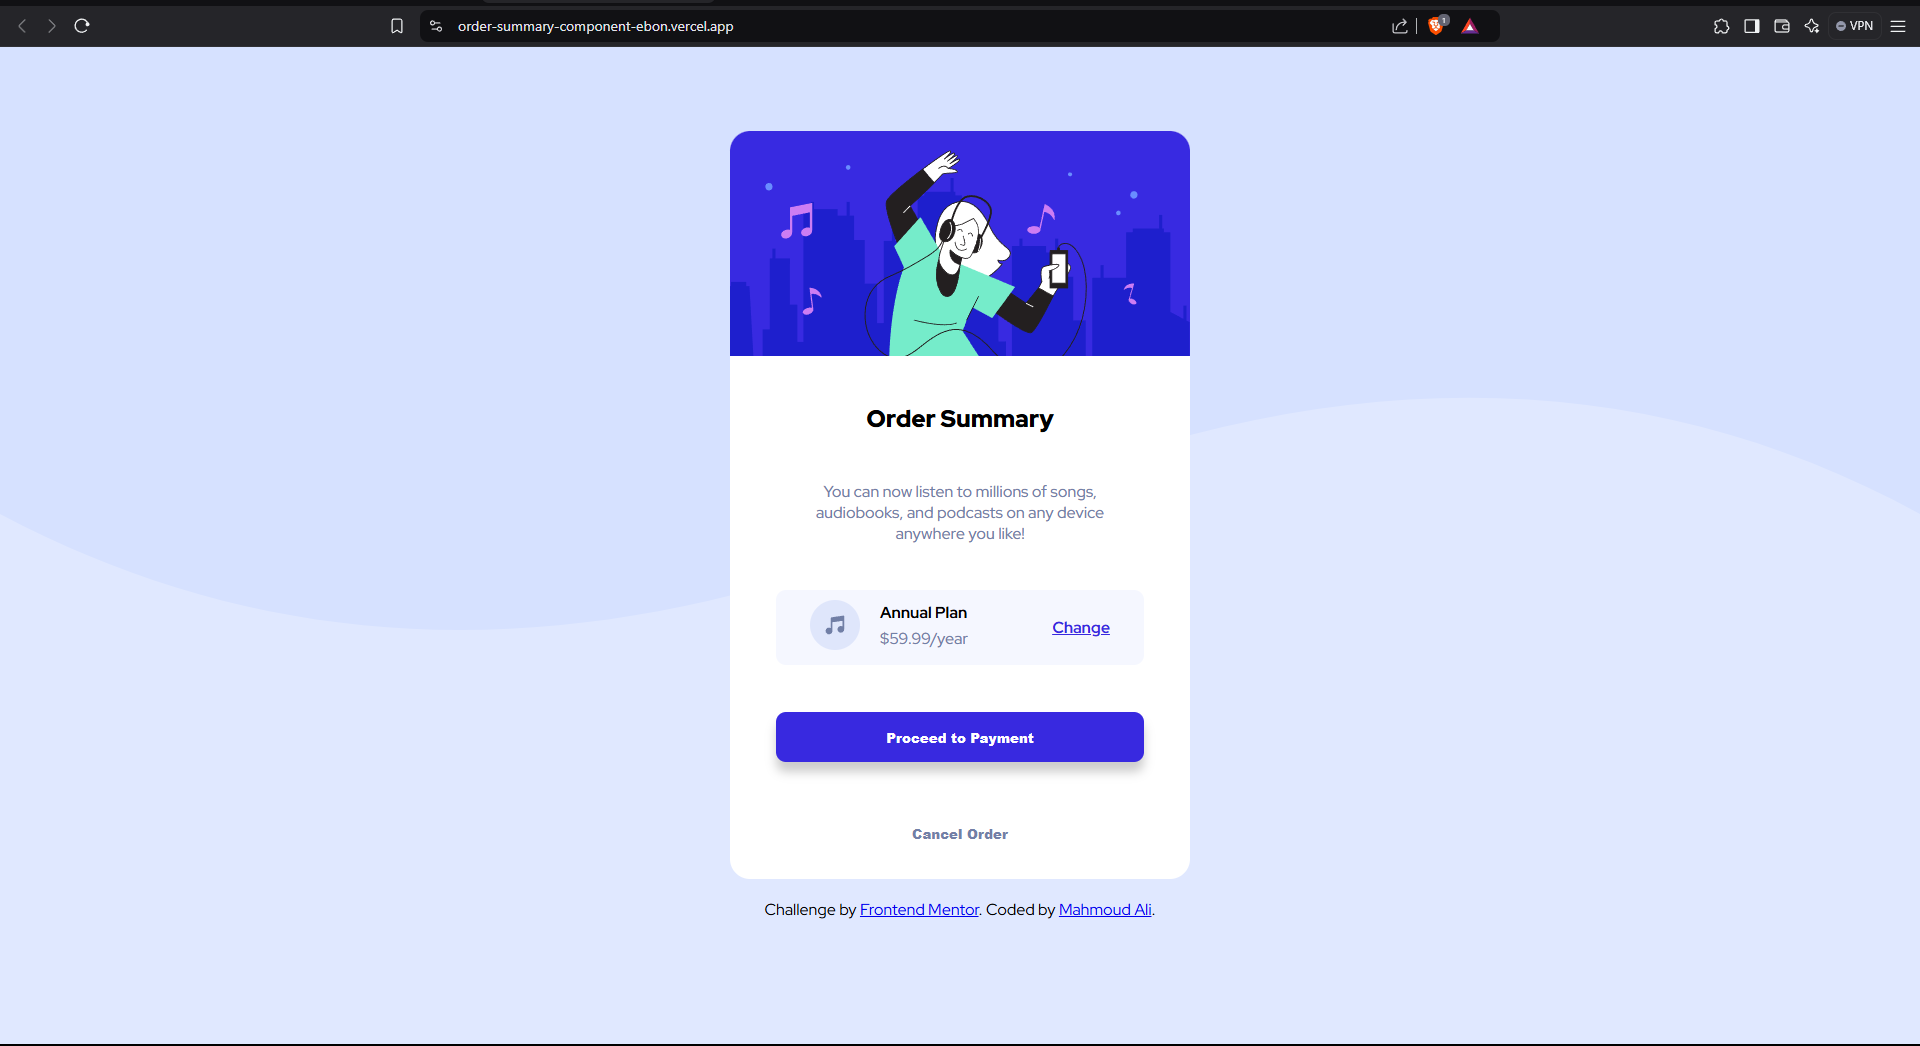 order-summary-component-ebon.vercel.app
1
VPN
Order Summary
You can now listen to millions of songs,
audiobooks, and podcasts on any device
anywhere you like!
Annual Plan
$59.99/year
Change
Proceed to Payment
Cancel Order
Challenge by Frontend Mentor. Coded by Mahmoud Ali.